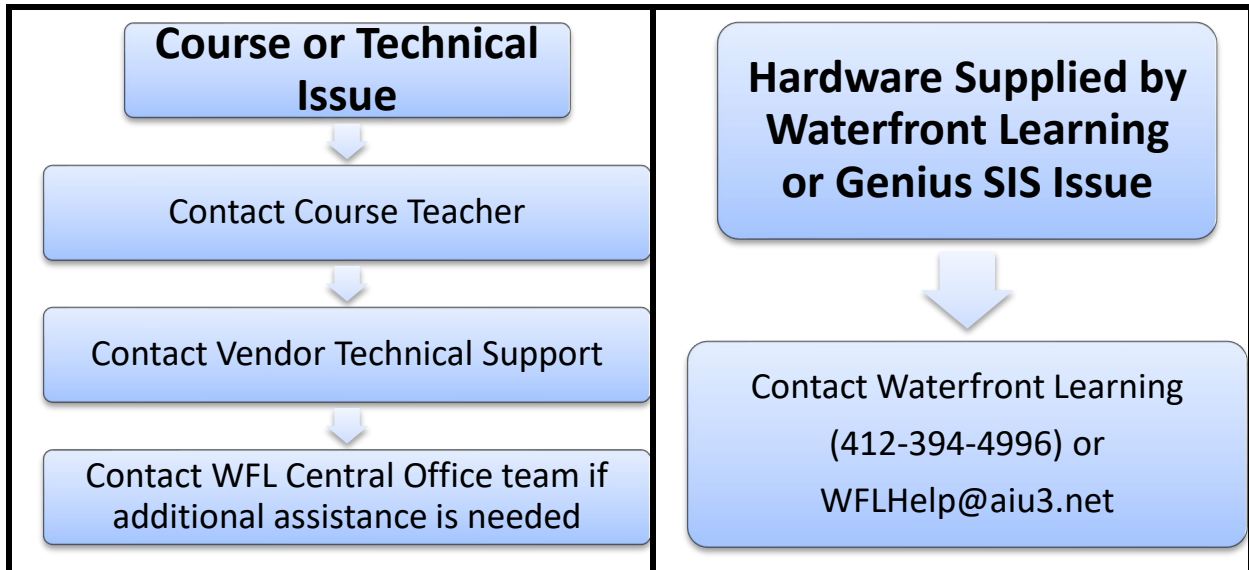 Course or Technical
Issue
Contact Course Teacher
Contact Vendor Technical Support
Contact WFL Central Office team if
additional assistance is needed
Hardware Supplied by
Waterfront Learning
or Genius SIS Issue
Contact Waterfront Learning
(412-394-4996) or
WFLHelp@aiu3.net